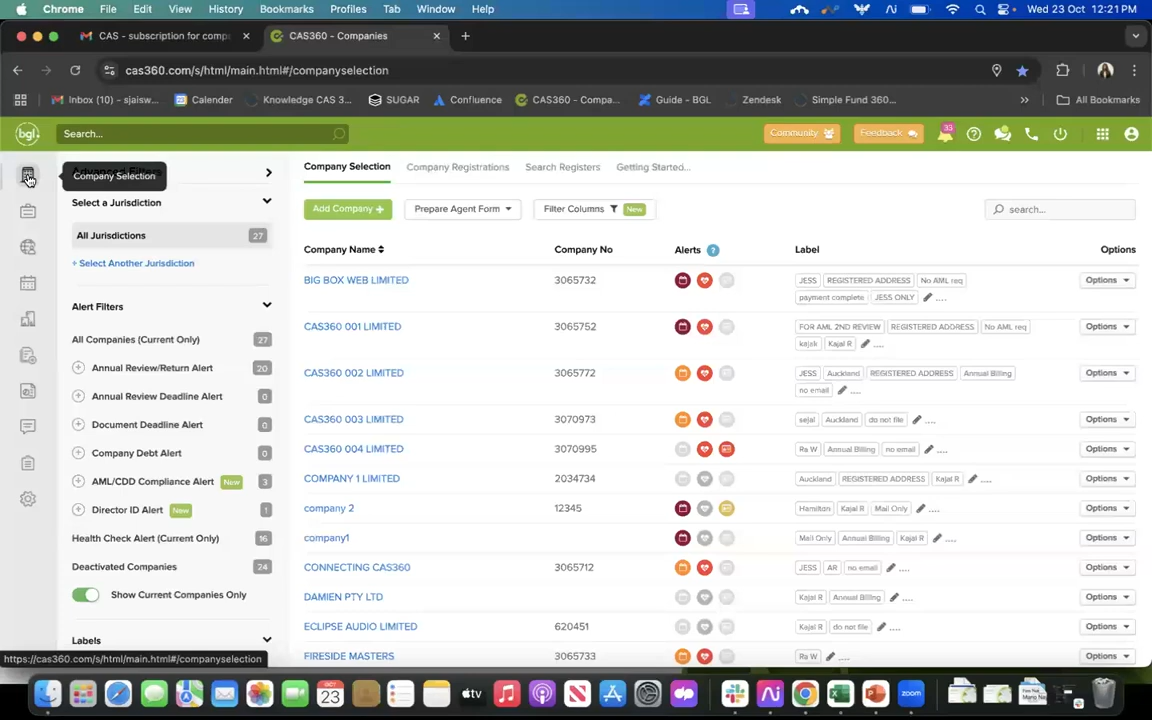 Chrome File Edit View History Bookmarks Profiles Tab Window Help Wed 23 Oct 12:21 PM
CAS - subscription for comp CAS360 - Companies
cas360.com/s/html/main.html#/companyselection
Inbox (10) - sjaisw... Calender Knowledge CAS 3... SUGAR Confluence CAS360 - Compa... Guide - BGL Zendesk Simple Fund 360... All Bookmarks
bgl Search... Community Feedback 33
Company Selection
Select a Jurisdiction
All Jurisdictions 27
+ Select Another Jurisdiction
Alert Filters
All Companies (Current Only) 27
Annual Review/Return Alert 20
Annual Review Deadline Alert 0
Document Deadline Alert 0
Company Debt Alert 0
AML/CDD Compliance Alert New 3
Director ID Alert New 1
Health Check Alert (Current Only) 16
Deactivated Companies 24
Show Current Companies Only
Labels
https://cas360.com/s/html/main.html#/companyselection
Company Selection Company Registrations Search Registers Getting Started...
Add Company + Prepare Agent Form Filter Columns New search...
Company Name Company No Alerts ? Label Options
BIG BOX WEB LIMITED 3065732 JESS REGISTERED ADDRESS No AML req Options
payment complete JESS ONLY ....
CAS360 001 LIMITED 3065752 FOR AML 2ND REVIEW REGISTERED ADDRESS No AML req Options
kajak Kajal R ....
CAS360 002 LIMITED 3065772 JESS Auckland REGISTERED ADDRESS Annual Billing Options
no email ....
CAS360 003 LIMITED 3070973 sejal Auckland do not file .... Options
CAS360 004 LIMITED 3070995 Ra W Annual Billing no email .... Options
COMPANY 1 LIMITED 2034734 Auckland REGISTERED ADDRESS Kajal R .... Options
company 2 12345 Hamilton Kajal R Mail Only .... Options
company1 Mail Only Annual Billing Kajal R .... Options
CONNECTING CAS360 3065712 JESS AR no email .... Options
DAMIEN PTY LTD Kajal R Annual Billing .... Options
ECLIPSE AUDIO LIMITED 620451 Kajal R do not file .... Options
FIRESIDE MASTERS 3065733 Ra W .... Options
OCT 23 tv zoom